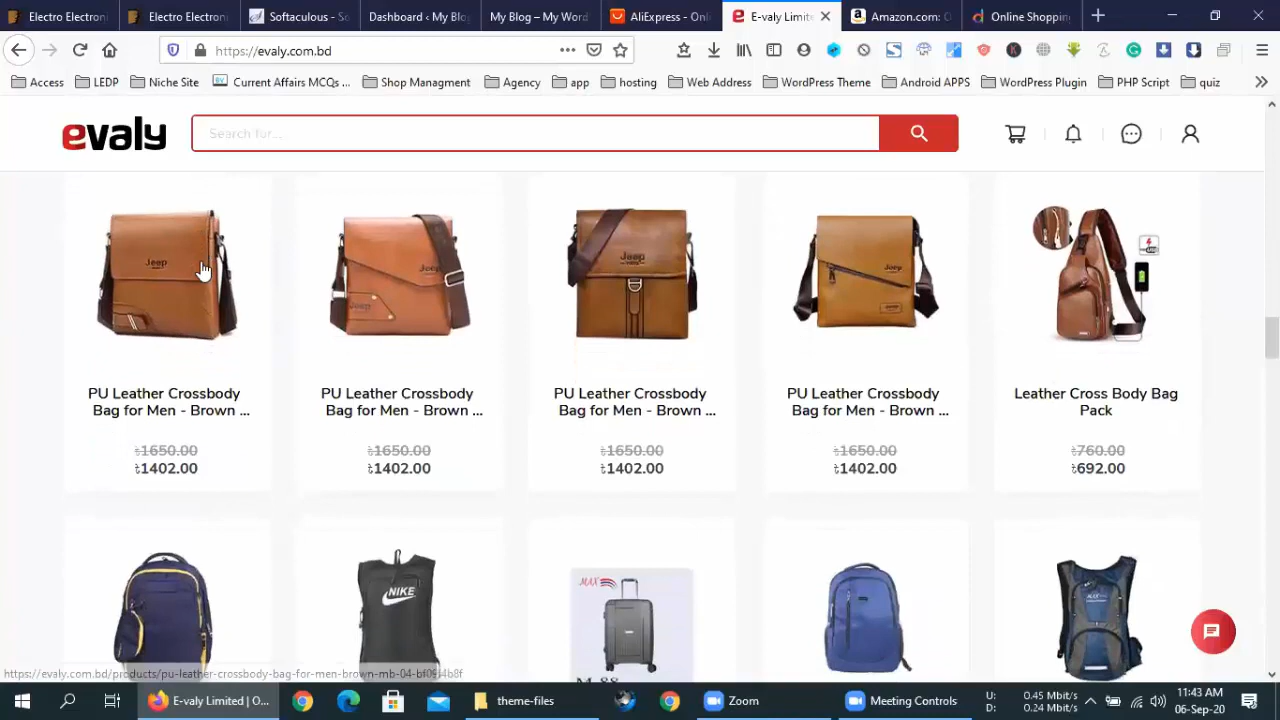 Electro Electroni
Electro Electroni
Softaculous - So
Dashboard ‹ My Blog
My Blog – My Word
AliExpress - Onli
E-valy Limite
Amazon.com: O
Online Shopping
https://evaly.com.bd
Access
LEDP
Niche Site
Current Affairs MCQs ...
Shop Managment
Agency
app
hosting
Web Address
WordPress Theme
Android APPS
WordPress Plugin
PHP Script
quiz
evaly
Search for...
Jeep
Jeep
Jeep
Jeep
PU Leather Crossbody
Bag for Men - Brown ...
৳1650.00
৳1402.00
PU Leather Crossbody
Bag for Men - Brown ...
৳1650.00
৳1402.00
PU Leather Crossbody
Bag for Men - Brown ...
৳1650.00
৳1402.00
PU Leather Crossbody
Bag for Men - Brown ...
৳1650.00
৳1402.00
Leather Cross Body Bag
Pack
৳760.00
৳692.00
NIKE
MAX
M-88
E-valy Limited | O...
theme-files
Zoom
Meeting Controls
U: 0.45 Mbit/s
D: 0.24 Mbit/s
11:43 AM
06-Sep-20